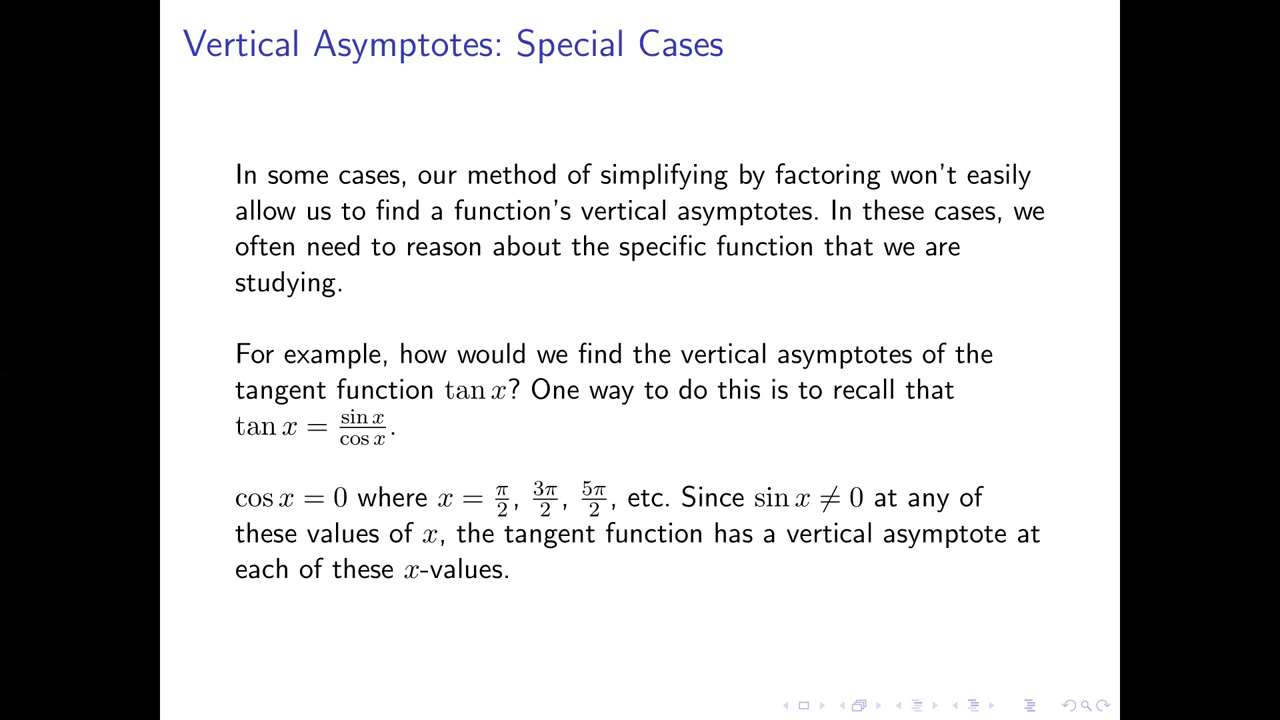 Vertical Asymptotes: Special Cases
In some cases, our method of simplifying by factoring won't easily
allow us to find a function's vertical asymptotes. In these cases, we
often need to reason about the specific function that we are
studying.
For example, how would we find the vertical asymptotes of the
tangent function tan x? One way to do this is to recall that
tan x = sin x / cos x.
cos x = 0 where x = π/2, 3π/2, 5π/2, etc. Since sin x ≠ 0 at any of
these values of x, the tangent function has a vertical asymptote at
each of these x-values.